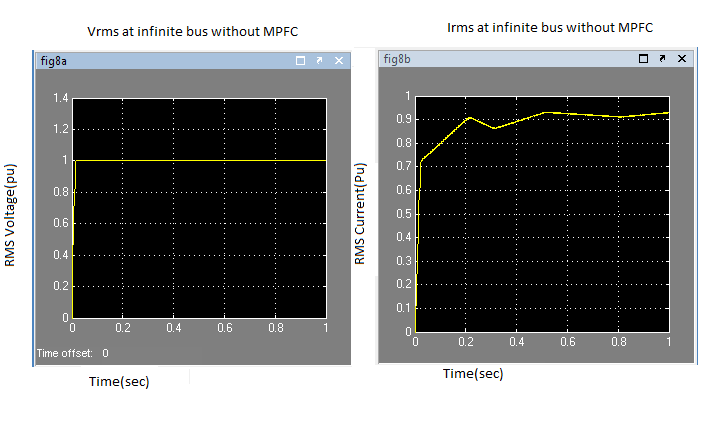 Vrms at infinite bus without MPFC
fig8a
1.4
1.2
1
0.8
0.6
0.4
0.2
0
0 0.2 0.4 0.6 0.8 1
RMS Voltage(pu)
Time offset: 0
Time(sec)
Irms at infinite bus without MPFC
fig8b
1
0.9
0.8
0.7
0.6
0.5
0.4
0.3
0.2
0.1
0
0 0.2 0.4 0.6 0.8 1
RMS Current(Pu)
Time(sec)